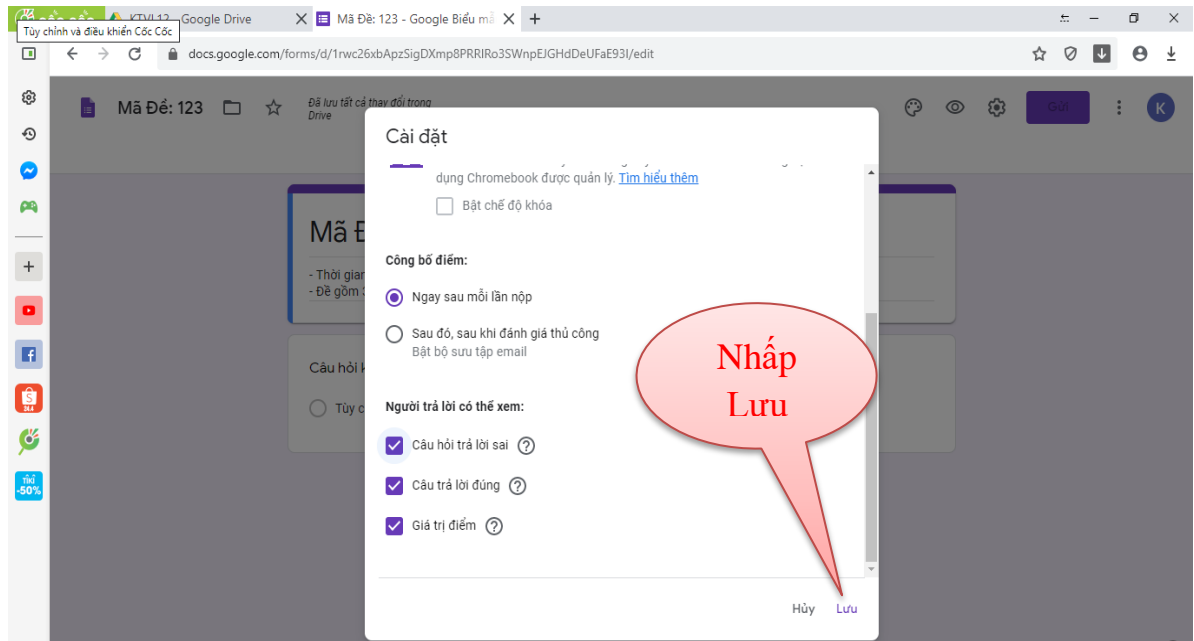 KTVL12 - Google Drive
Mã Đề: 123 - Google Biểu mẫ
Tùy chỉnh và điều khiển Cốc Cốc
docs.google.com/forms/d/1rwc26xbApzSigDXmp8PRRIRo3SWnpEJGHdDeUFaE93I/edit
Mã Đề: 123
Đã lưu tất cả thay đổi trong
Drive
Gửi
K
Cài đặt
dụng Chromebook được quản lý. Tìm hiểu thêm
Bật chế độ khóa
Mã Đ
- Thời gian
- Đề gồm 3
Công bố điểm:
Ngay sau mỗi lần nộp
Sau đó, sau khi đánh giá thủ công
Bật bộ sưu tập email
Câu hỏi k
Tùy c
Người trả lời có thể xem:
Câu hỏi trả lời sai
Câu trả lời đúng
Giá trị điểm
Nhấp
Lưu
Hủy
Lưu
TIKI
-50%